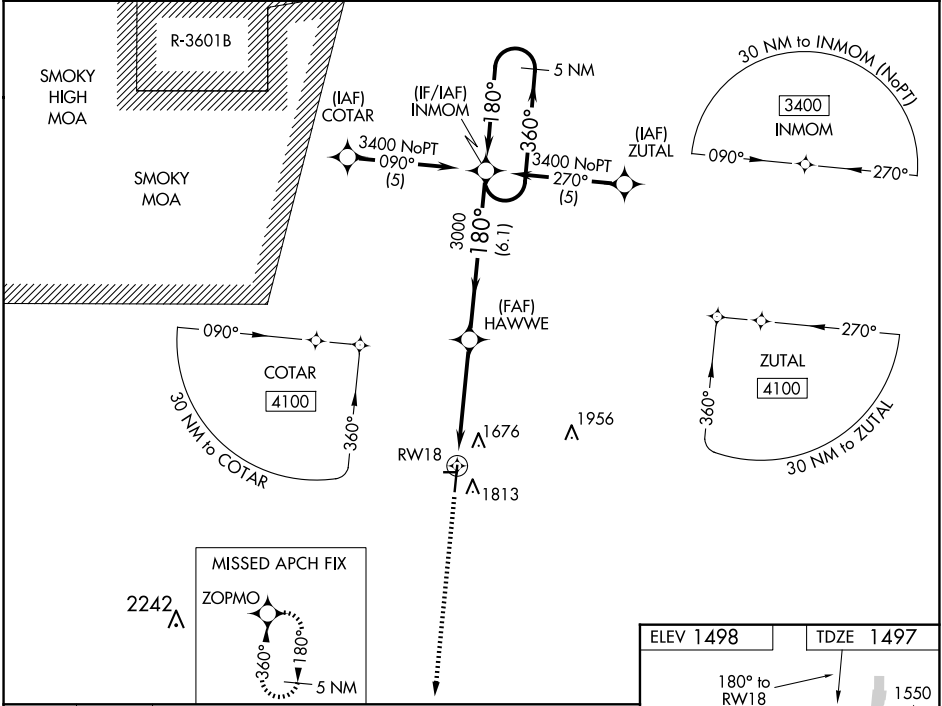 R-3601B
SMOKY
HIGH
MOA
SMOKY
MOA
(IAF)
COTAR
3400 NoPT
090°
(5)
(IF/IAF)
INMOM
180°
360°
5 NM
3400 NoPT
270°
(5)
(IAF)
ZUTAL
30 NM to INMOM (NoPT)
3400
INMOM
090°
270°
3000
180°
(6.1)
(FAF)
HAWWE
090°
COTAR
4100
360°
30 NM to COTAR
270°
ZUTAL
4100
360°
30 NM to ZUTAL
RW18
1676
1956
1813
MISSED APCH FIX
ZOPMO
360°
180°
5 NM
2242
ELEV 1498
TDZE 1497
180° to
RW18
1550